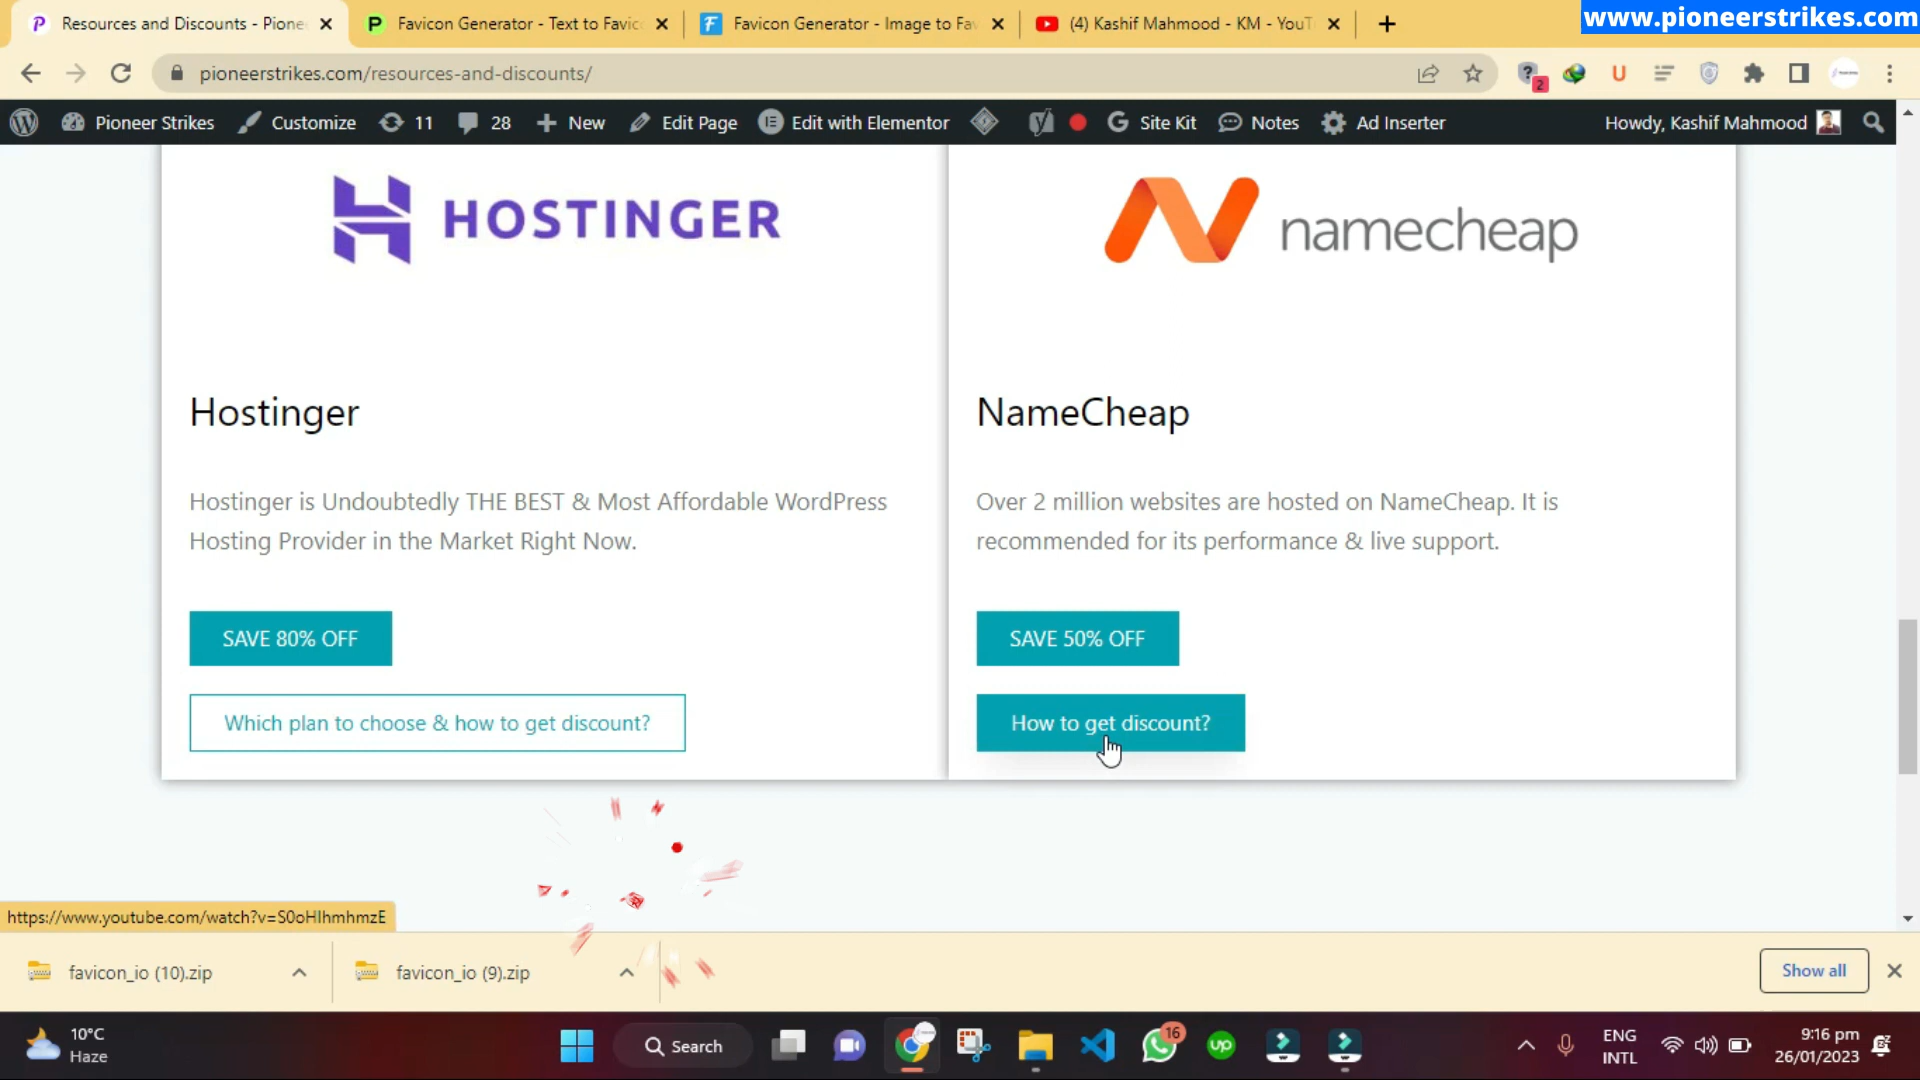 www.pioneerstrikes.com
Resources and Discounts - Pione
Favicon Generator - Text to Favic
Favicon Generator - Image to Fav
(4) Kashif Mahmood - KM - YouT
pioneerstrikes.com/resources-and-discounts/
2
U
Pioneer Strikes
Customize
11
28
New
Edit Page
Edit with Elementor
Site Kit
Notes
Ad Inserter
Howdy, Kashif Mahmood
HOSTINGER
namecheap
Hostinger
NameCheap
Hostinger is Undoubtedly THE BEST & Most Affordable WordPress
Hosting Provider in the Market Right Now.
Over 2 million websites are hosted on NameCheap. It is
recommended for its performance & live support.
SAVE 80% OFF
SAVE 50% OFF
Which plan to choose & how to get discount?
How to get discount?
https://www.youtube.com/watch?v=S0oHIhmhmzE
favicon_io (10).zip
favicon_io (9).zip
Show all
10°C
Haze
Search
16
up
ENG
INTL
9:16 pm
26/01/2023